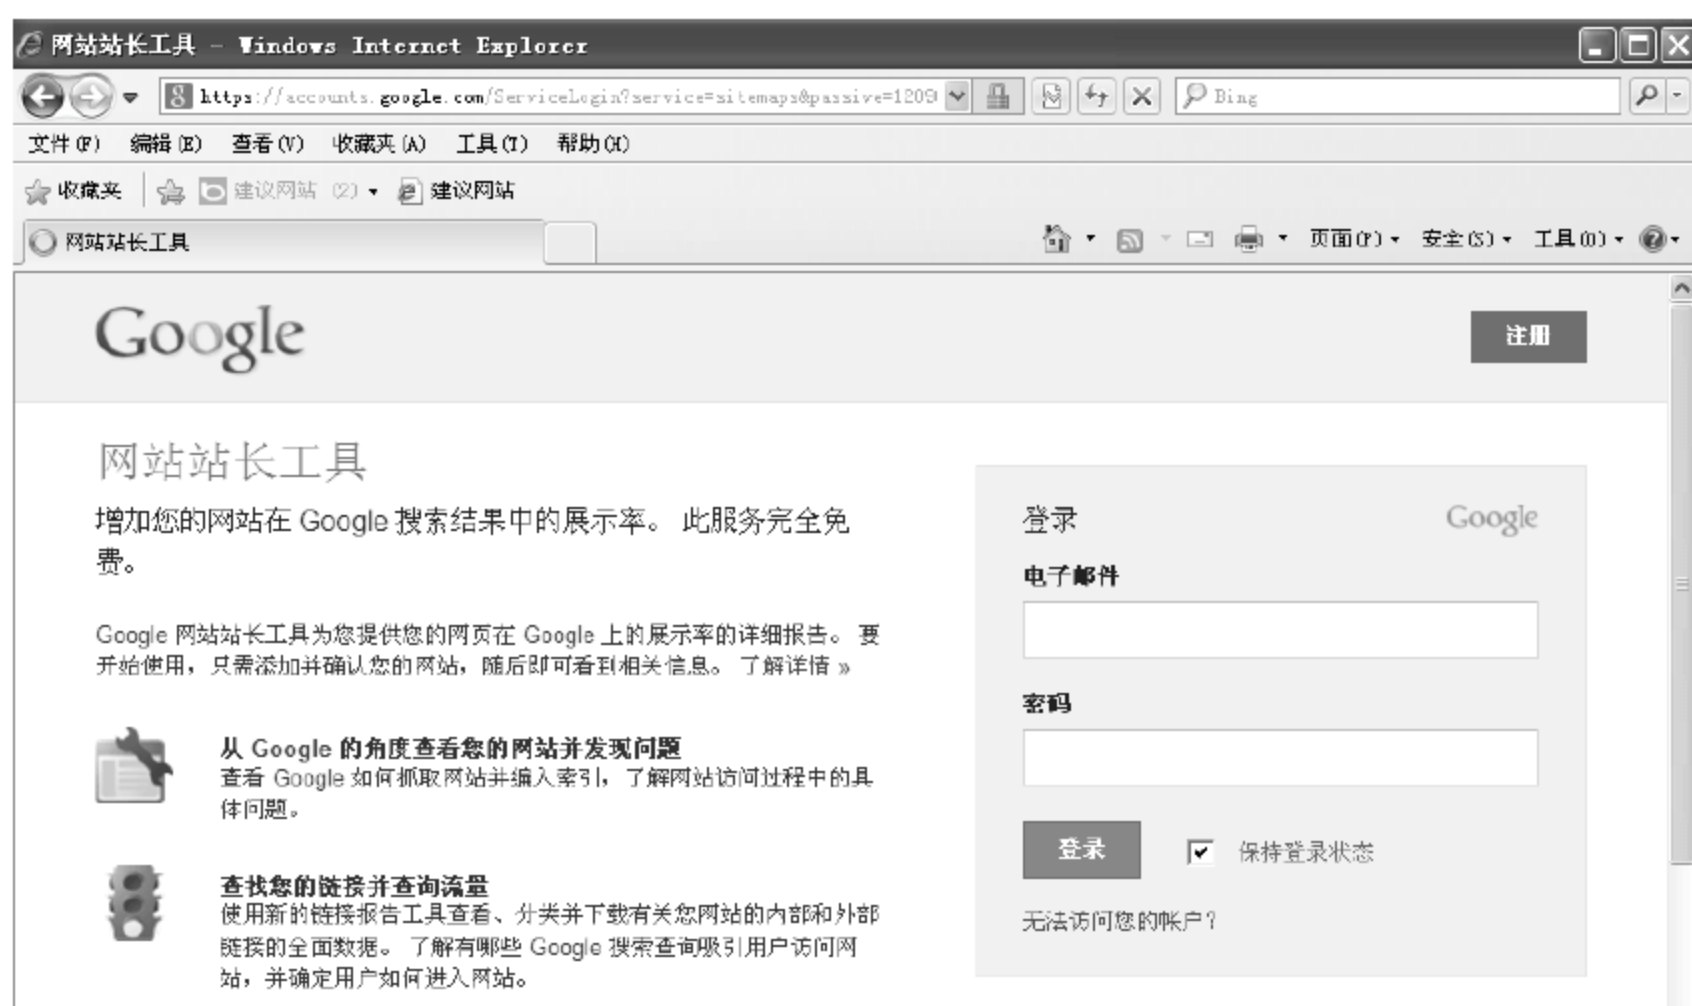 网站站长工具 - Windows Internet Explorer
https://accounts.google.com/ServiceLogin?service=sitemaps&passive=1209
Bing
文件(F) 编辑(E) 查看(V) 收藏夹(A) 工具(T) 帮助(H)
收藏夹 建议网站 (2) 建议网站
网站站长工具
页面(P) 安全(S) 工具(O)
Google
注册
网站站长工具
增加您的网站在 Google 搜索结果中的展示率。 此服务完全免
费。
Google 网站站长工具为您提供您的网页在 Google 上的展示率的详细报告。 要
开始使用，只需添加并确认您的网站，随后即可看到相关信息。 了解详情 »
从 Google 的角度查看您的网站并发现问题
查看 Google 如何抓取网站并编入索引，了解网站访问过程中的具
体问题。
查找您的链接并查询流量
使用新的链接报告工具查看、分类并下载有关您网站的内部和外部
链接的全面数据。 了解有哪些 Google 搜索查询吸引用户访问网
站，并确定用户如何进入网站。
登录 Google
电子邮件
密码
登录 保持登录状态
无法访问您的帐户?